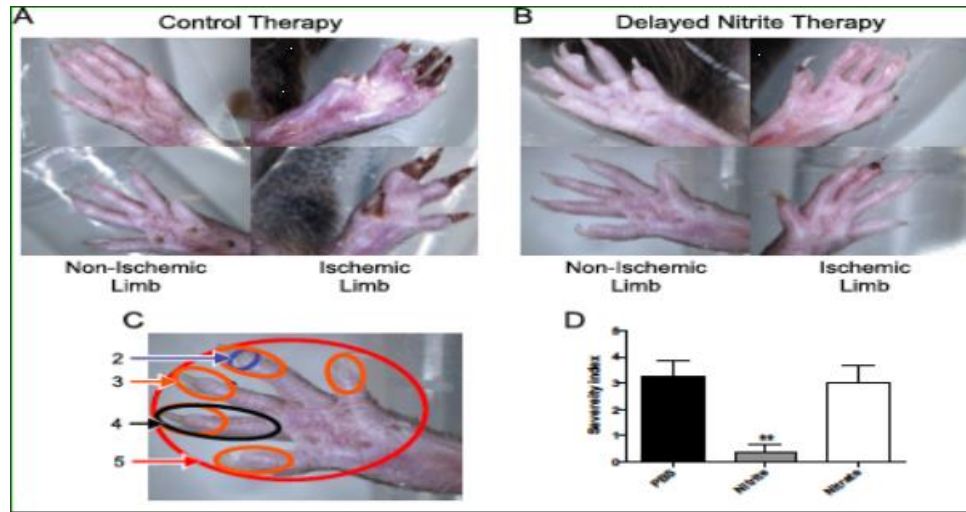 A
Control Therapy
B
Delayed Nitrite Therapy
Non-Ischemic
Limb
Ischemic
Limb
Non-Ischemic
Limb
Ischemic
Limb
C
2
3
4
5
D
Severeity index
5
4
3
2
1
0
**
PBS
Nitrite
Nitrate